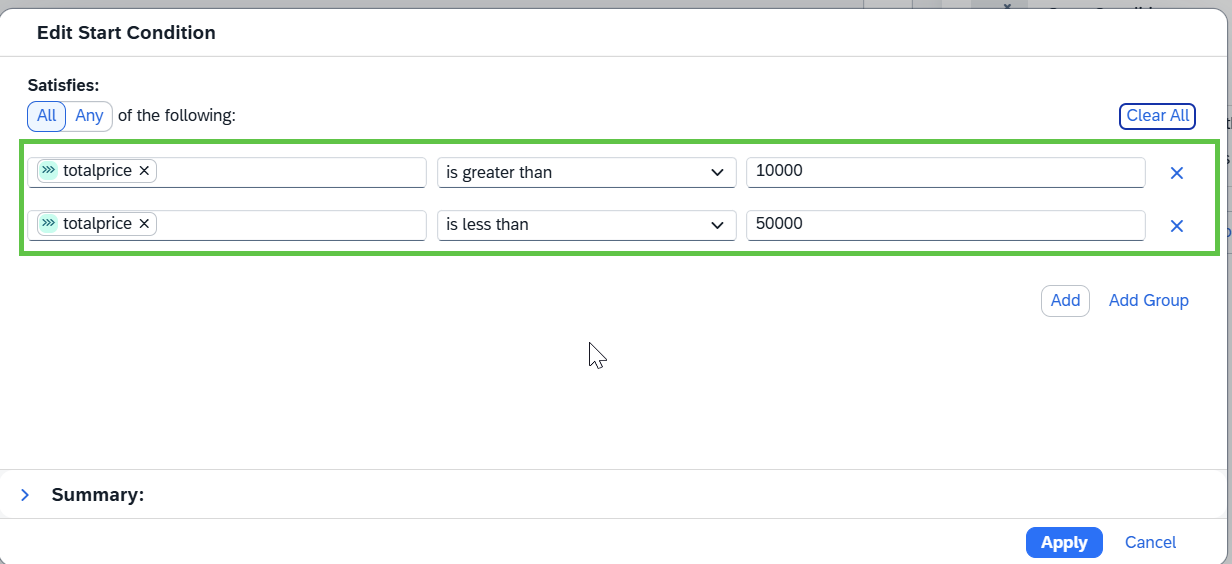 Edit Start Condition
Satisfies:
All Any of the following:
Clear All
totalprice is greater than 10000
totalprice is less than 50000
Add Add Group
Summary:
Apply Cancel